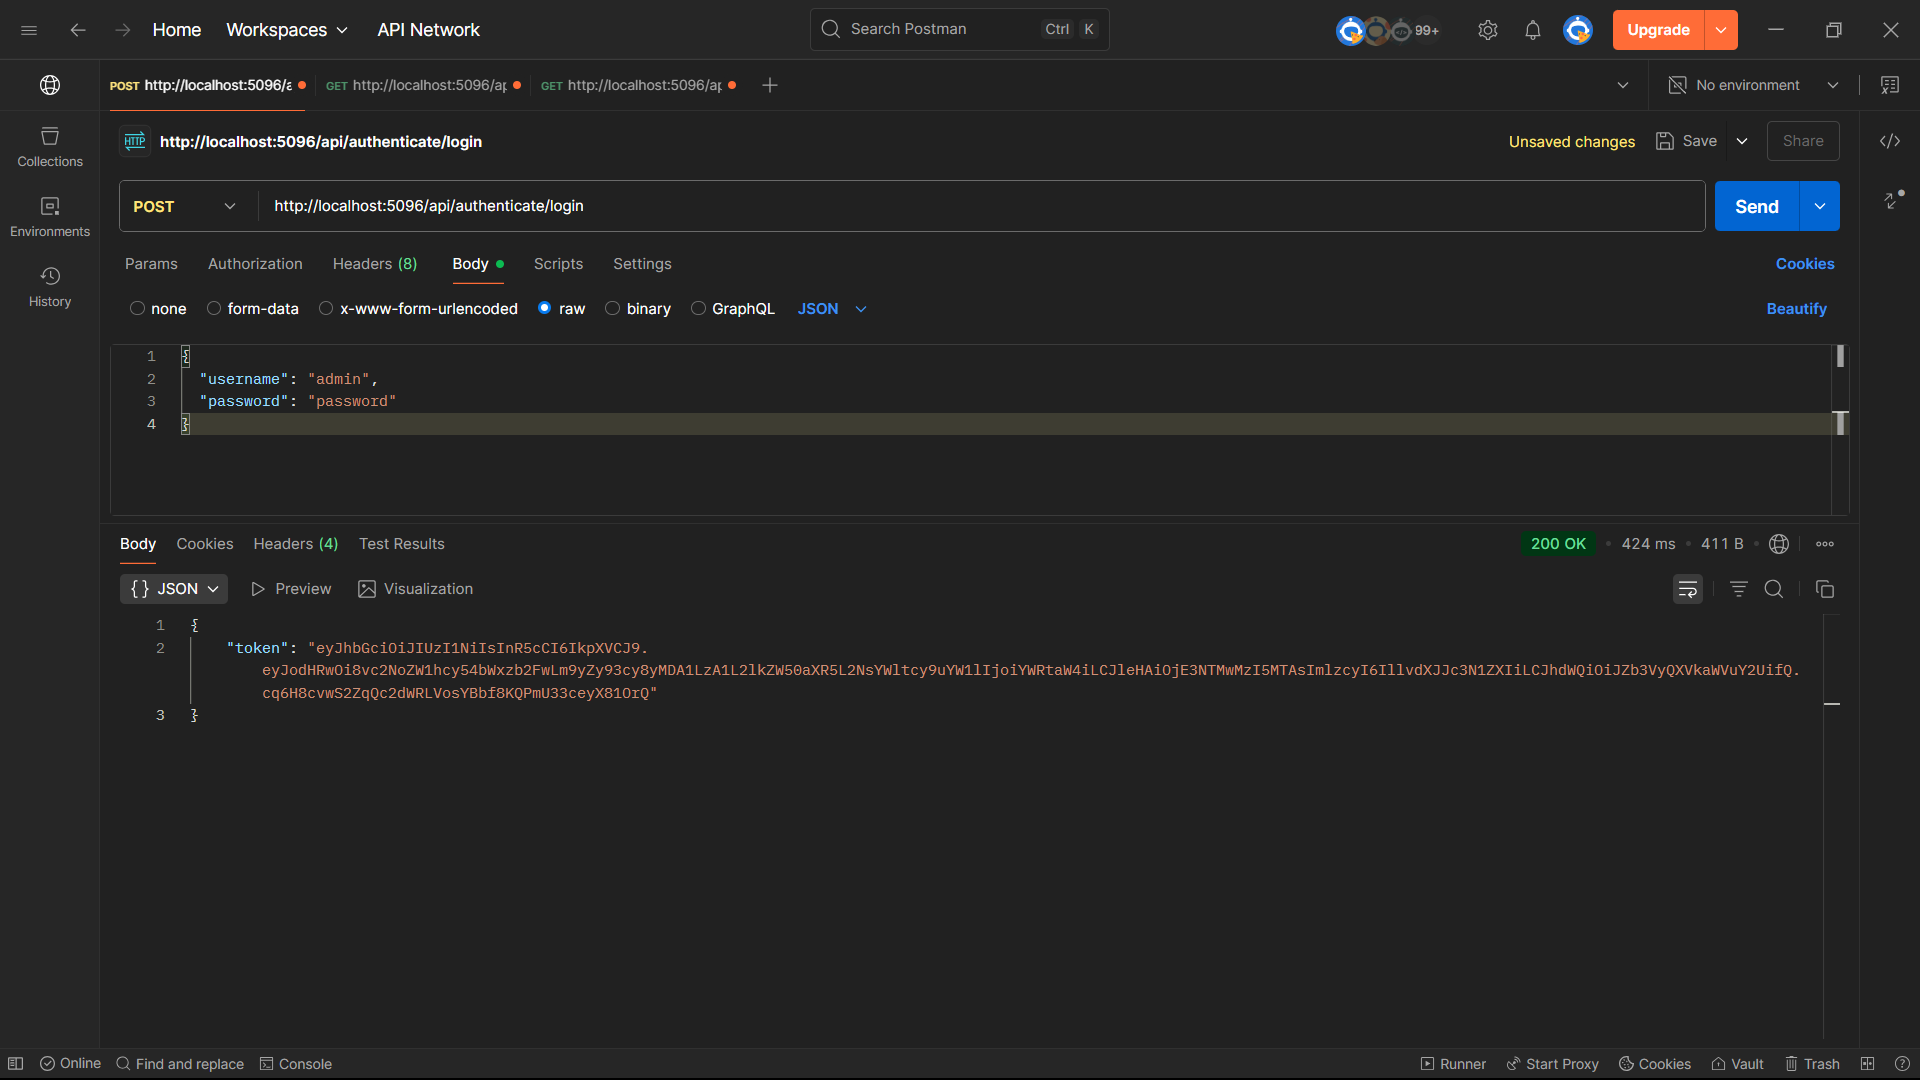 Home Workspaces API Network Search Postman Ctrl K 99+ Upgrade
POST http://localhost:5096/a GET http://localhost:5096/ap GET http://localhost:5096/ap No environment
HTTP http://localhost:5096/api/authenticate/login Unsaved changes Save Share
Collections
Environments
History
POST http://localhost:5096/api/authenticate/login Send
Params Authorization Headers (8) Body Scripts Settings Cookies
none form-data x-www-form-urlencoded raw binary GraphQL JSON Beautify
1 {
2 "username": "admin",
3 "password": "password"
4 }
Body Cookies Headers (4) Test Results 200 OK 424 ms 411 B
{} JSON Preview Visualization
1 {
2 "token": "eyJhbGciOiJIUzI1NiIsInR5cCI6IkpXVCJ9.
eyJodHRwOi8vc2NoZW1hcy54bWxzb2FwLm9yZy93cy8yMDA1LzA1L2lkZW50aXR5L2NsYWltcy9uYW1lIjoiYWRtaW4iLCJleHAiOjE3NTMwMzI5MTAsImlzcyI6IllvdXJJc3N1ZXIiLCJhdWQiOiJZb3VyQXVkaWVuY2UifQ.
cq6H8cvwS2ZqQc2dWRLVosYBbf8KQPmU33ceyX81OrQ"
3 }
Online Find and replace Console Runner Start Proxy Cookies Vault Trash